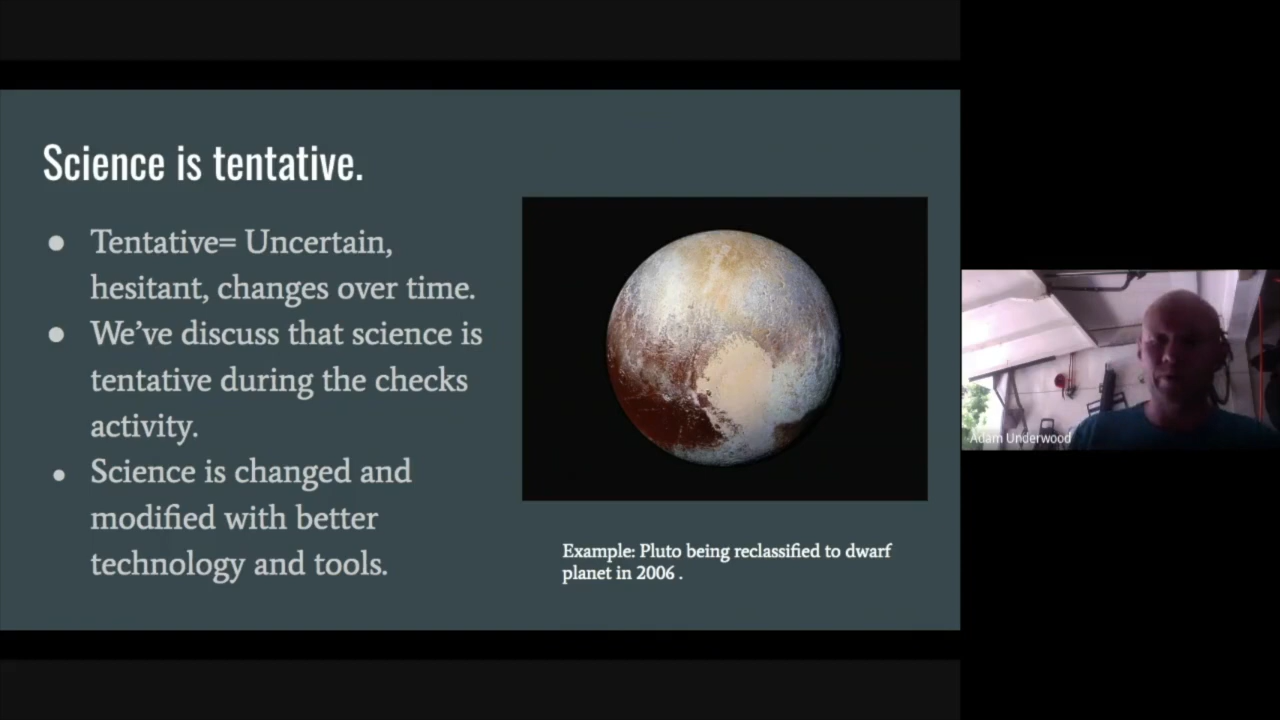 Science is tentative.
● Tentative= Uncertain,
hesitant, changes over time.
● We've discuss that science is
tentative during the checks
activity.
● Science is changed and
modified with better
technology and tools.
Example: Pluto being reclassified to dwarf
planet in 2006 .
Adam Underwood